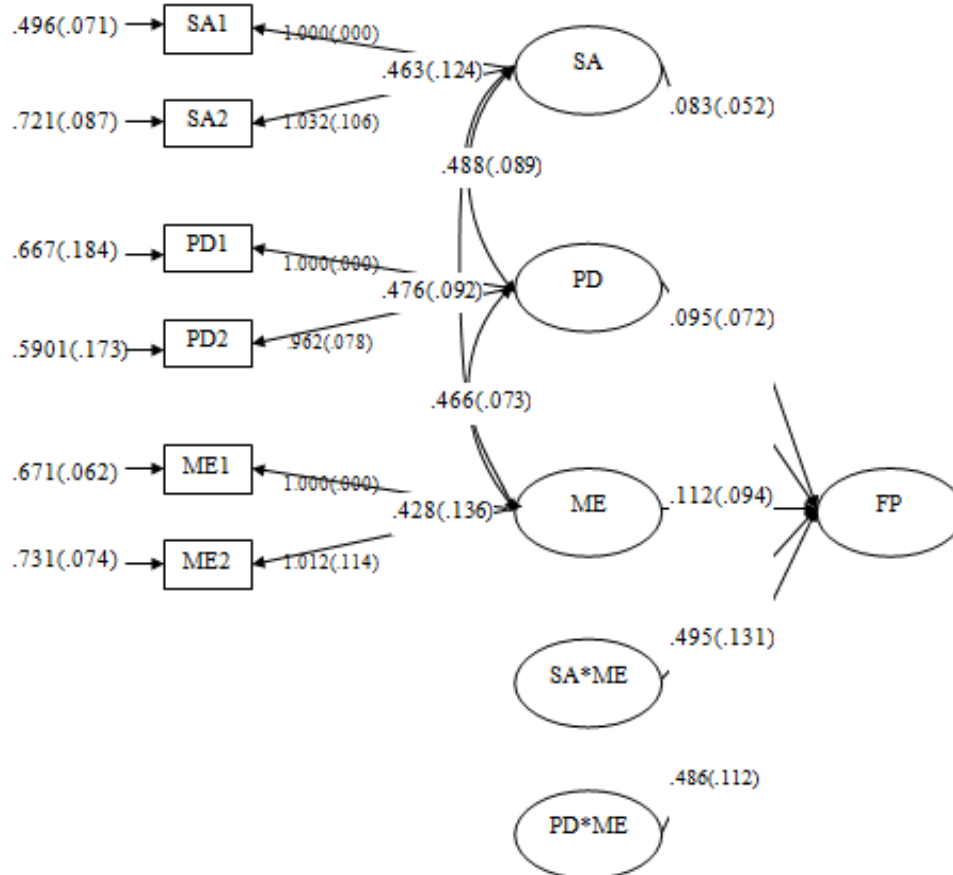 .496(.071)
SA1
1.000(.000)
SA
.463(.124)
.083(.052)
.721(.087)
SA2
1.032(.106)
.488(.089)
.667(.184)
PD1
1.000(.000)
PD
.476(.092)
.095(.072)
.5901(.173)
PD2
.962(.078)
.466(.073)
.671(.062)
ME1
1.000(.000)
ME
.112(.094)
FP
.428(.136)
.731(.074)
ME2
1.012(.114)
.495(.131)
SA*ME
.486(.112)
PD*ME